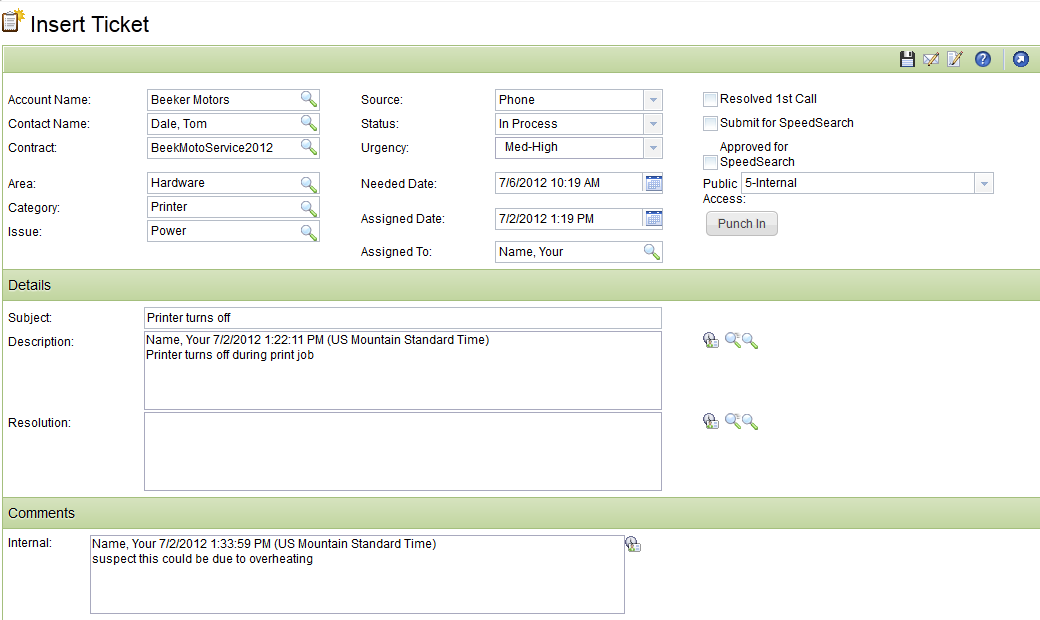 Insert Ticket
Account Name: Beeker Motors Source: Phone Resolved 1st Call
Contact Name: Dale, Tom Status: In Process Submit for SpeedSearch
Contract: BeekMotoService2012 Urgency: Med-High Approved for
SpeedSearch
Area: Hardware Needed Date: 7/6/2012 10:19 AM Public 5-Internal
Access:
Category: Printer Assigned Date: 7/2/2012 1:19 PM Punch In
Issue: Power
Assigned To: Name, Your
Details
Subject: Printer turns off
Description: Name, Your 7/2/2012 1:22:11 PM (US Mountain Standard Time)
Printer turns off during print job
Resolution:
Comments
Internal: Name, Your 7/2/2012 1:33:59 PM (US Mountain Standard Time)
suspect this could be due to overheating